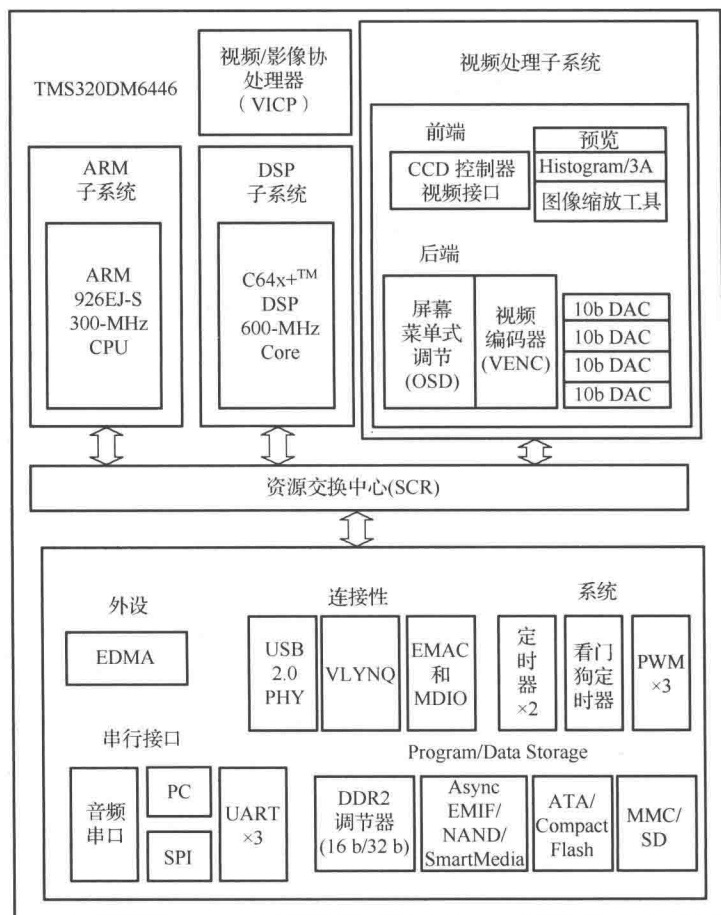 TMS320DM6446
视频/影像协
处理器
（VICP）
视频处理子系统
前端
CCD 控制器
视频接口
预览
Histogram/3A
图像缩放工具
后端
屏幕
菜单式
调节
(OSD)
视频
编码器
(VENC)
10b DAC
10b DAC
10b DAC
10b DAC
ARM
子系统
ARM
926EJ-S
300-MHz
CPU
DSP
子系统
C64x+™
DSP
600-MHz
Core
资源交换中心(SCR)
外设
EDMA
连接性
USB
2.0
PHY
VLYNQ
EMAC
和
MDIO
系统
定
时
器
×2
看门
狗定
时器
PWM
×3
串行接口
音频
串口
PC
SPI
UART
×3
Program/Data Storage
DDR2
调节器
(16 b/32 b)
Async
EMIF/
NAND/
SmartMedia
ATA/
Compact
Flash
MMC/
SD